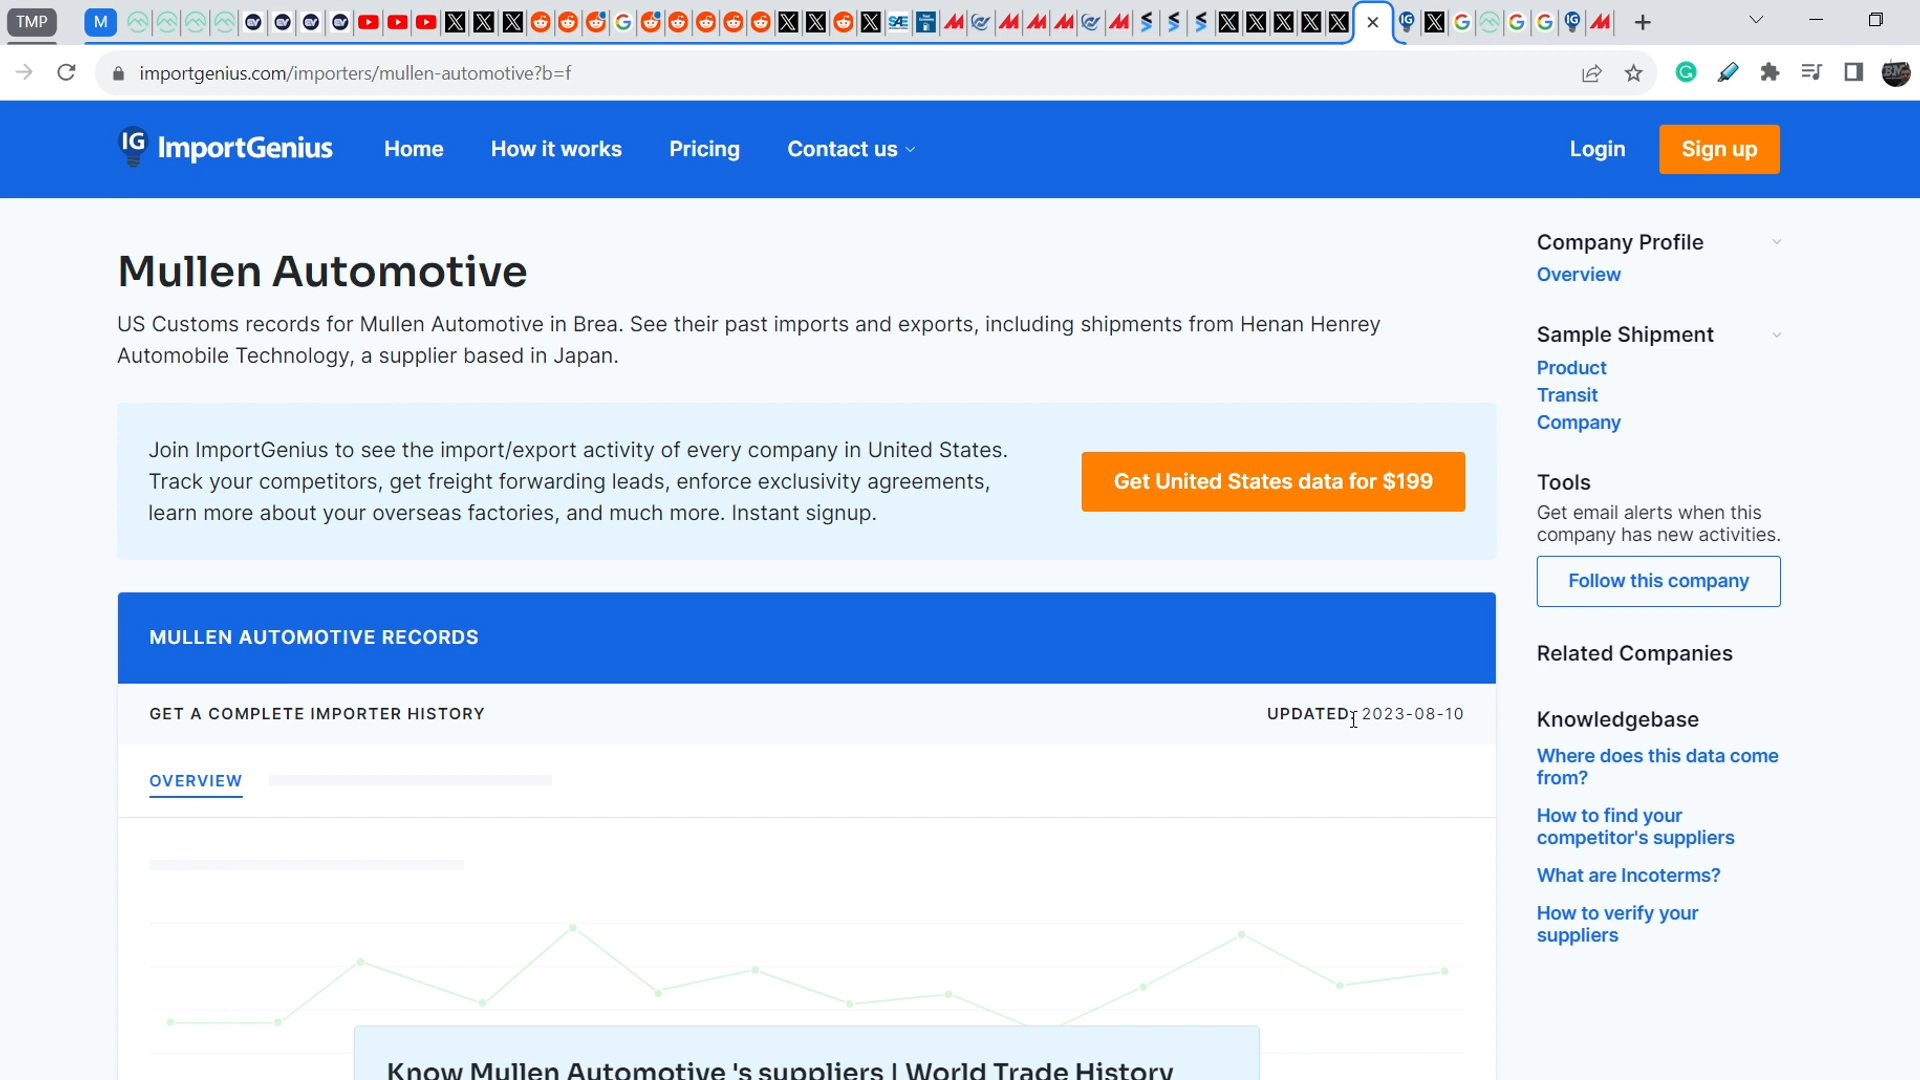 TMP
M
importgenius.com/importers/mullen-automotive?b=f
IG ImportGenius
Home
How it works
Pricing
Contact us
Login
Sign up
Mullen Automotive
US Customs records for Mullen Automotive in Brea. See their past imports and exports, including shipments from Henan Henrey
Automobile Technology, a supplier based in Japan.
Join ImportGenius to see the import/export activity of every company in United States.
Track your competitors, get freight forwarding leads, enforce exclusivity agreements,
learn more about your overseas factories, and much more. Instant signup.
Get United States data for $199
MULLEN AUTOMOTIVE RECORDS
GET A COMPLETE IMPORTER HISTORY
UPDATED: 2023-08-10
OVERVIEW
Know Mullen Automotive 's suppliers | World Trade History
Company Profile
Overview
Sample Shipment
Product
Transit
Company
Tools
Get email alerts when this
company has new activities.
Follow this company
Related Companies
Knowledgebase
Where does this data come
from?
How to find your
competitor's suppliers
What are Incoterms?
How to verify your
suppliers